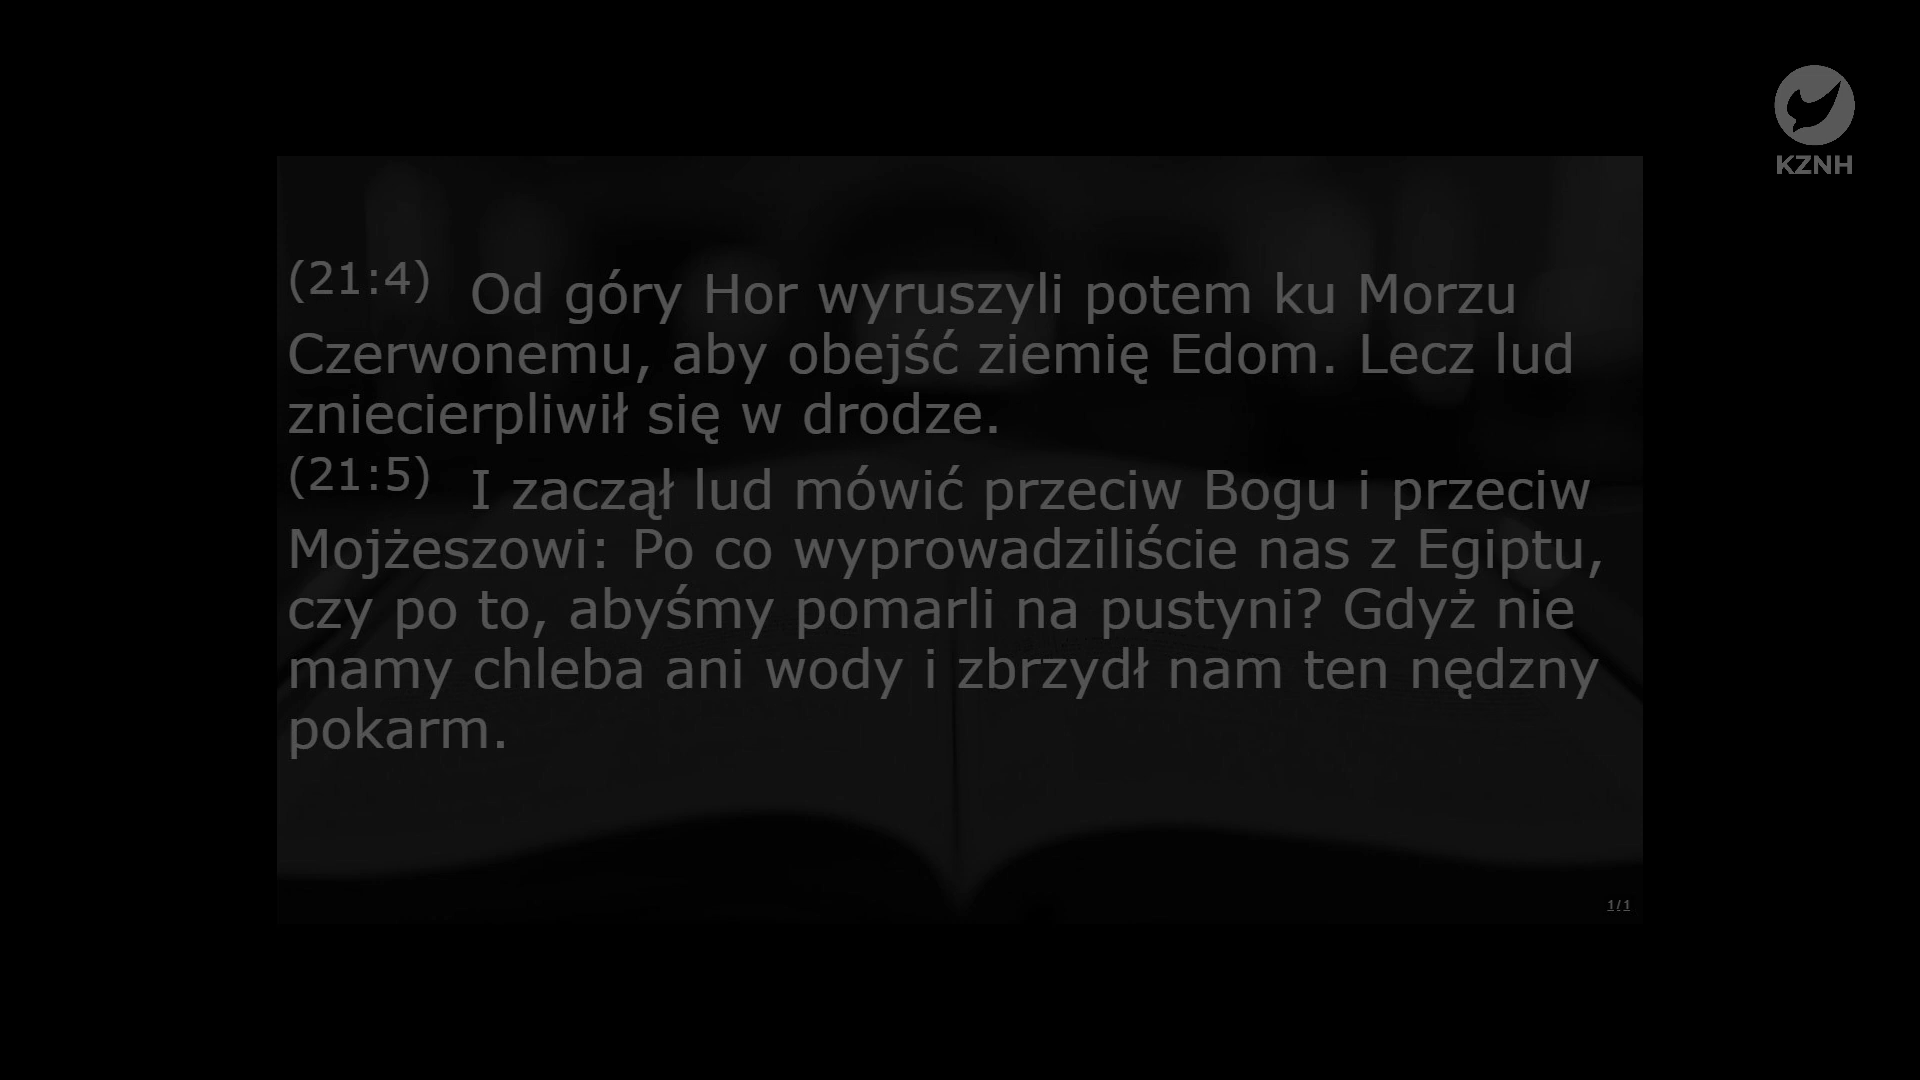 KZNH
(21:4) Od góry Hor wyruszyli potem ku Morzu
Czerwonemu, aby obejść ziemię Edom. Lecz lud
zniecierpliwił się w drodze.
(21:5) I zaczął lud mówić przeciw Bogu i przeciw
Mojżeszowi: Po co wyprowadziliście nas z Egiptu,
czy po to, abyśmy pomarli na pustyni? Gdyż nie
mamy chleba ani wody i zbrzydł nam ten nędzny
pokarm.
1/1